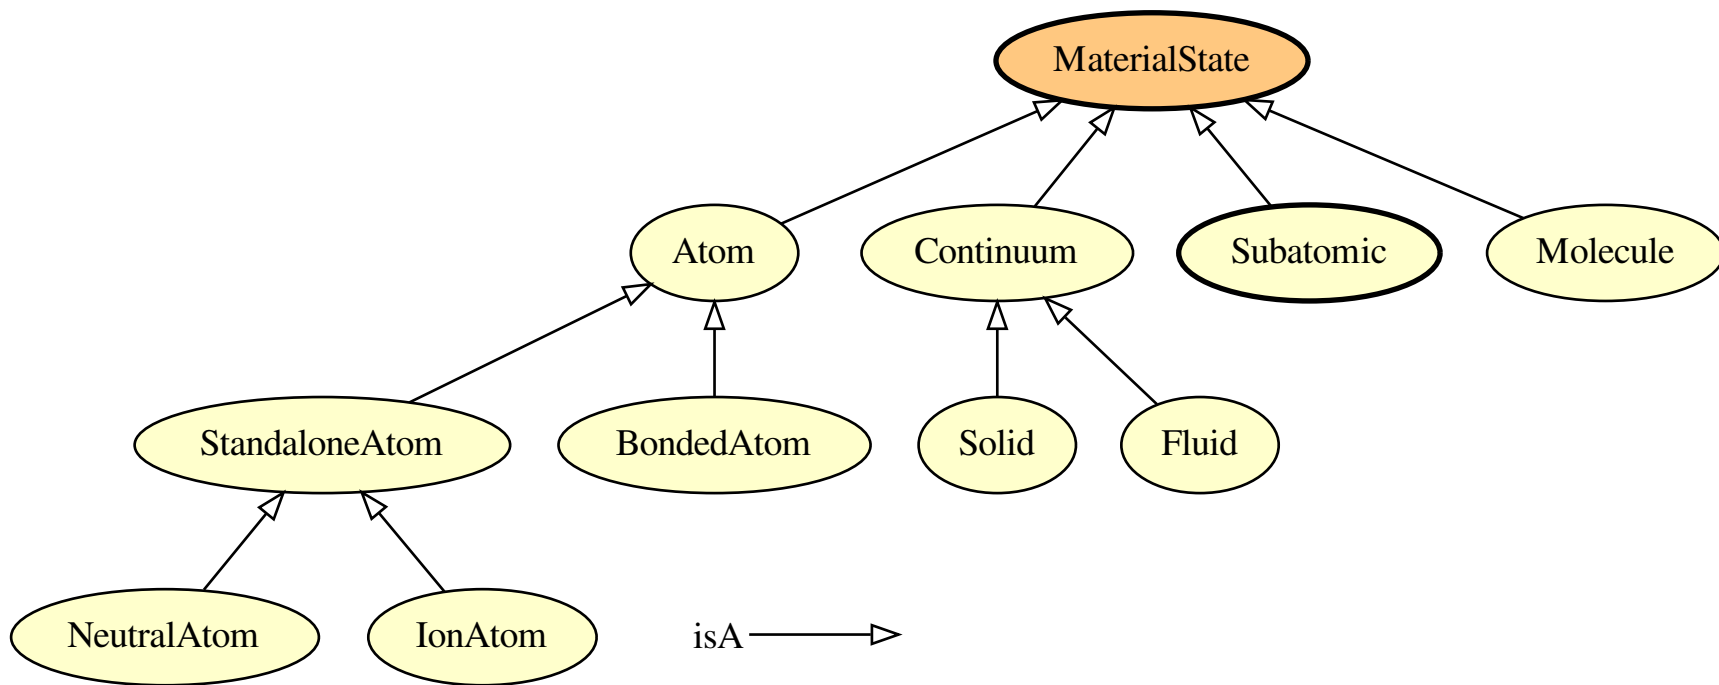 MaterialState
Atom
Continuum
Subatomic
Molecule
StandaloneAtom
BondedAtom
Solid
Fluid
NeutralAtom
IonAtom
isA